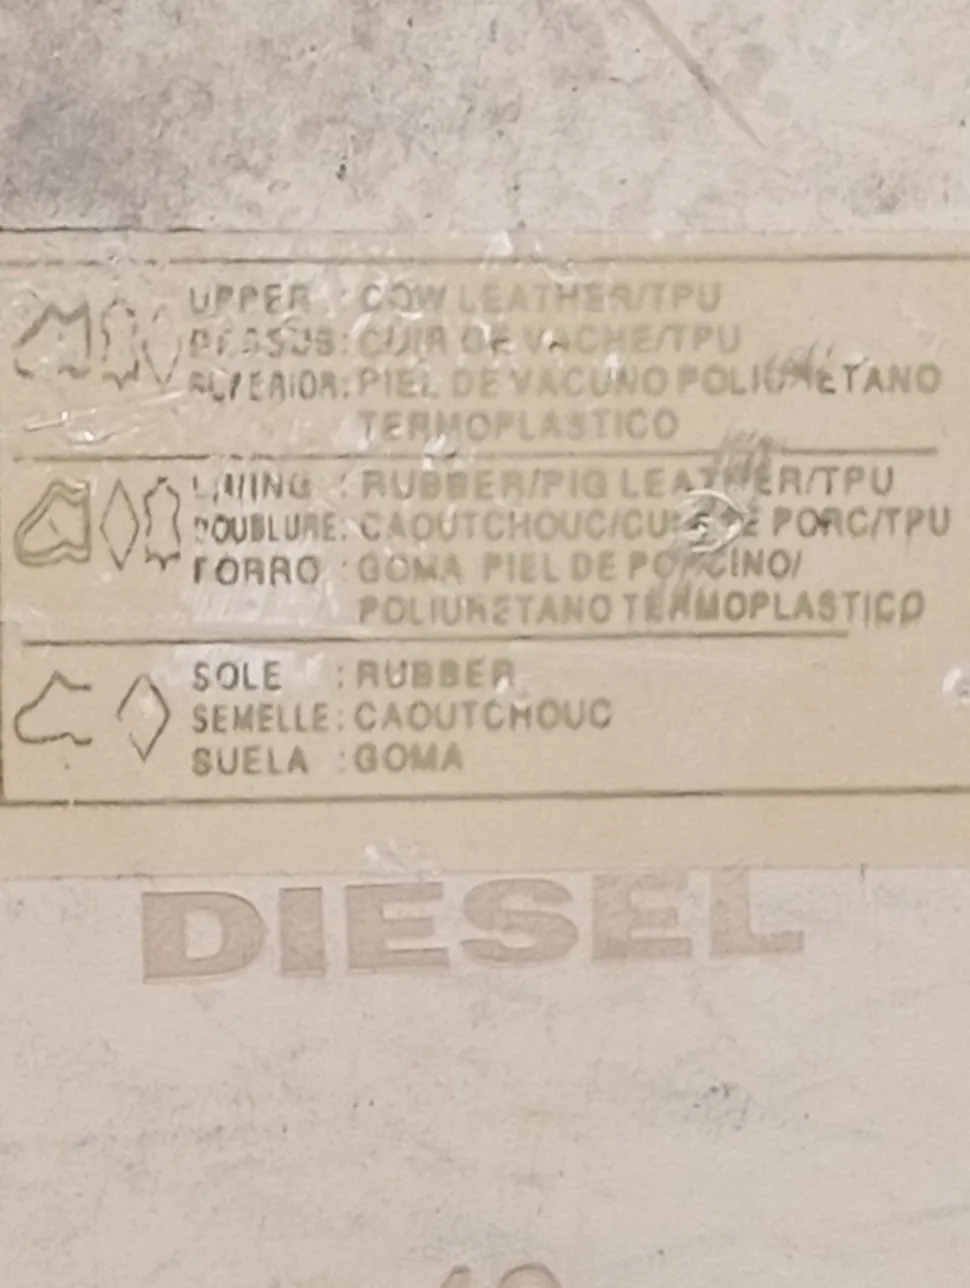 UPPER : COW LEATHER/TPU
DESSUS: CUIR DE VACHE/TPU
SUPERIOR: PIEL DE VACUNO POLIURETANO
TERMOPLASTICO
LINING : RUBBER/PIG LEATHER/TPU
DOUBLURE: CAOUTCHOUC/CUIR DE PORC/TPU
FORRO : GOMA PIEL DE PORCINO/
POLIURETANO TERMOPLASTICO
SOLE : RUBBER
SEMELLE: CAOUTCHOUC
SUELA : GOMA
DIESEL